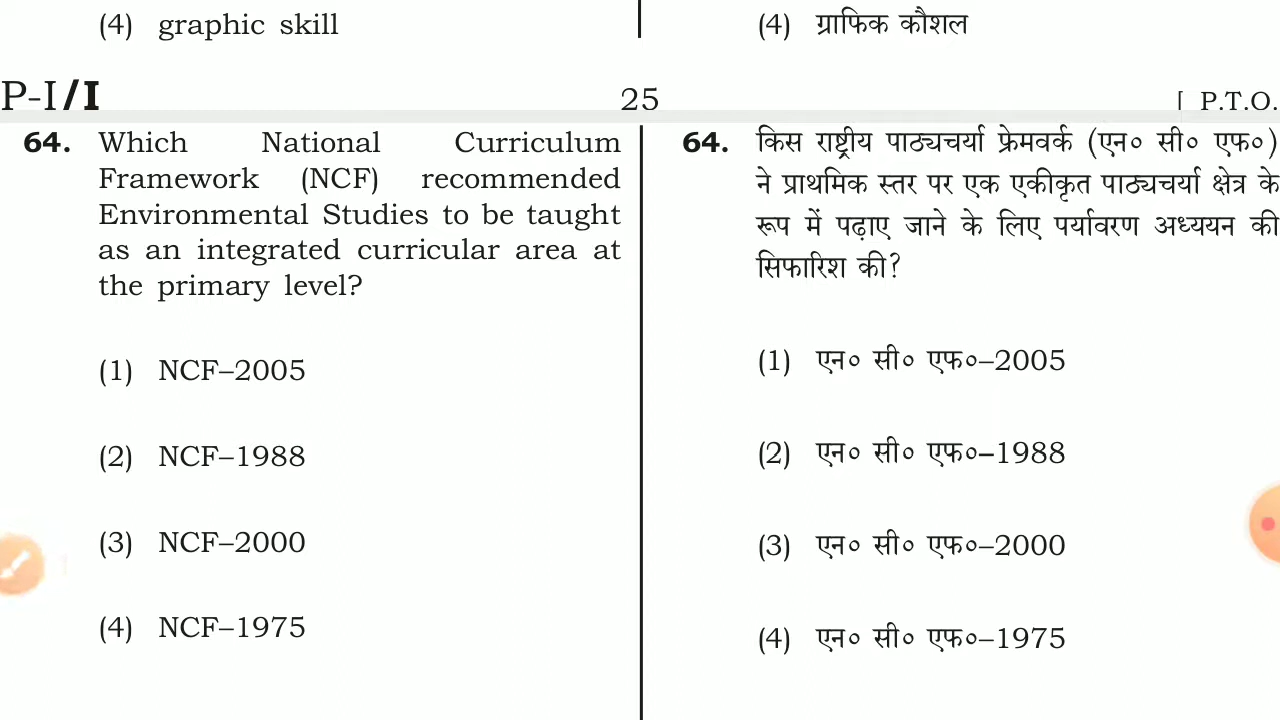 (4) graphic skill
(4) ग्राफिक कौशल
P-I/I 25 [ P.T.O.
64. Which National Curriculum
Framework (NCF) recommended
Environmental Studies to be taught
as an integrated curricular area at
the primary level?
(1) NCF–2005
(2) NCF–1988
(3) NCF–2000
(4) NCF–1975
64. किस राष्ट्रीय पाठ्यचर्या फ्रेमवर्क (एन० सी० एफ०)
ने प्राथमिक स्तर पर एक एकीकृत पाठ्यचर्या क्षेत्र के
रूप में पढ़ाए जाने के लिए पर्यावरण अध्ययन की
सिफारिश की?
(1) एन० सी० एफ०–2005
(2) एन० सी० एफ०–1988
(3) एन० सी० एफ०–2000
(4) एन० सी० एफ०–1975